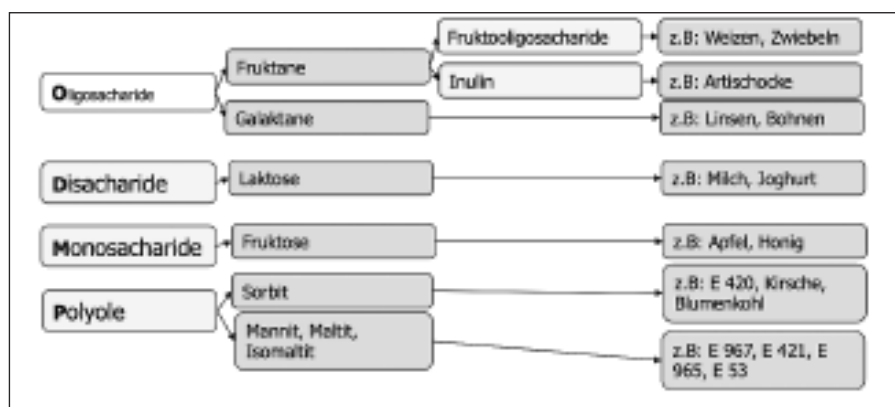 Oligosacharide
Fruktane
Fruktooligosacharide
z.B: Weizen, Zwiebeln
Inulin
z.B: Artischocke
Galaktane
z.B: Linsen, Bohnen
Disacharide
Laktose
z.B: Milch, Joghurt
Monosacharide
Fruktose
z.B: Apfel, Honig
Polyole
Sorbit
z.B: E 420, Kirsche,
Blumenkohl
Mannit, Maltit,
Isomaltit
z.B: E 967, E 421, E
965, E 53